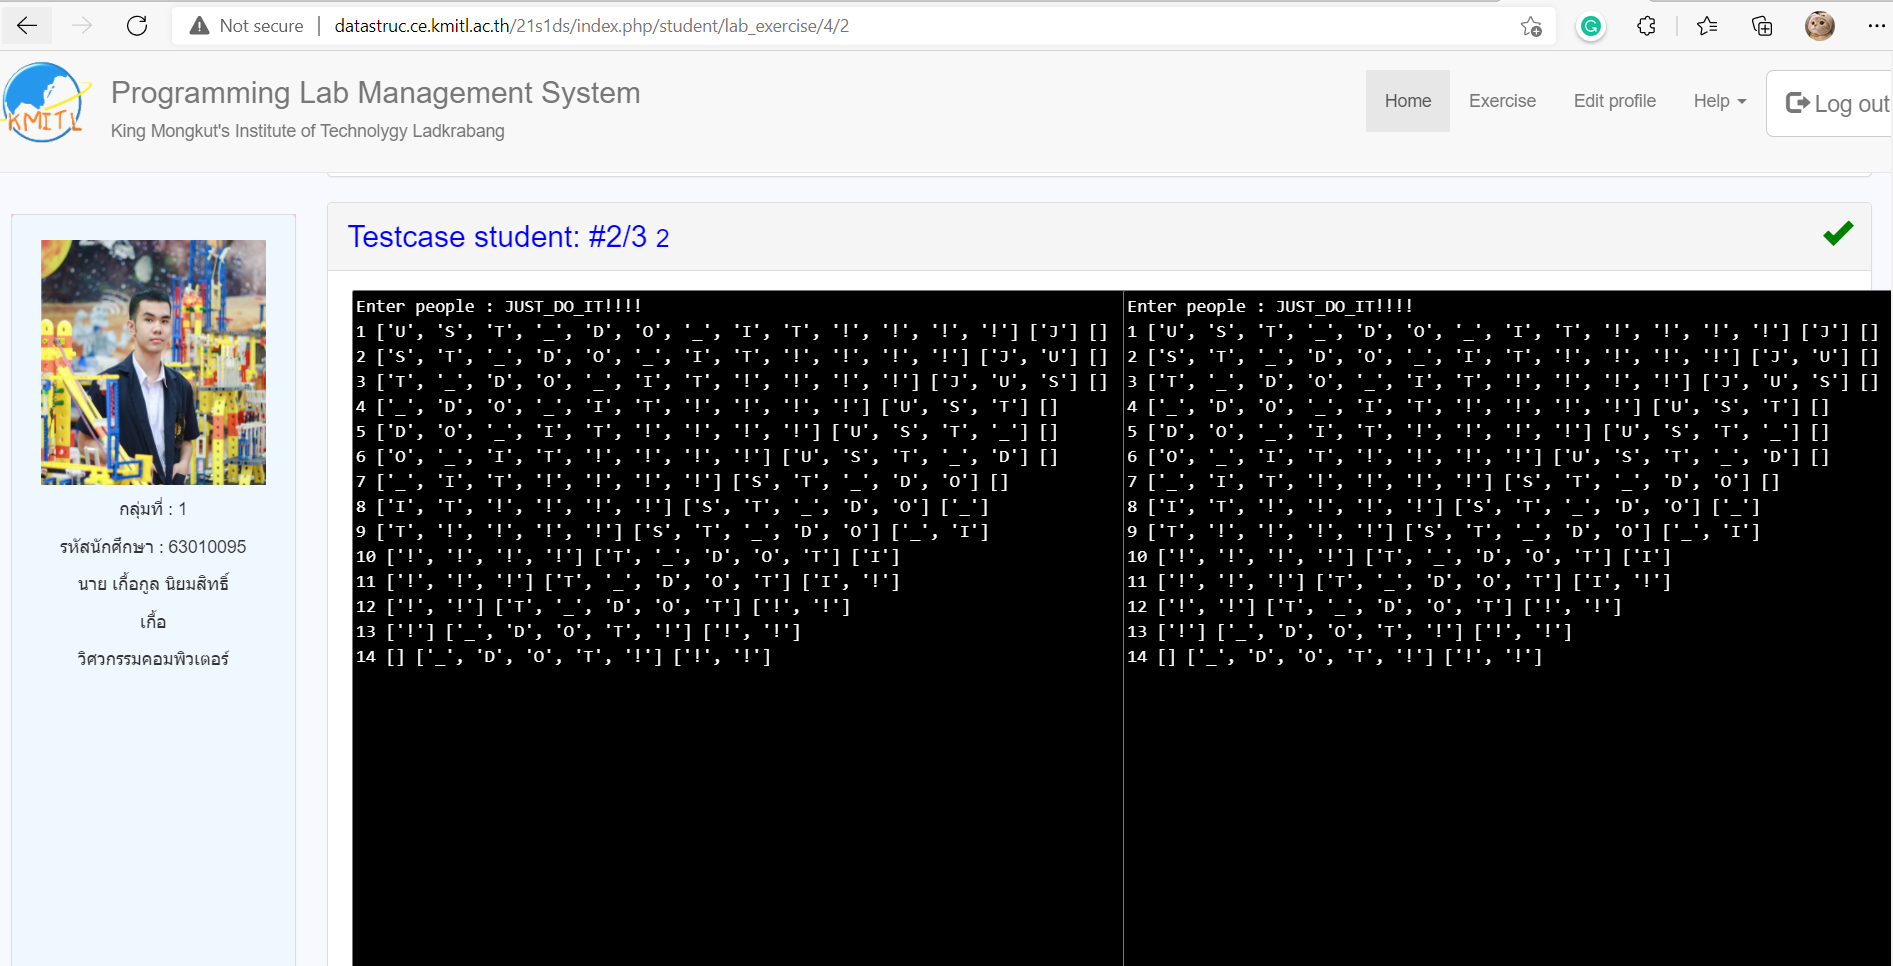 Not secure | datastruc.ce.kmitl.ac.th/21s1ds/index.php/student/lab_exercise/4/2
KMITL
Programming Lab Management System
King Mongkut's Institute of Technolygy Ladkrabang
Home Exercise Edit profile Help Log out
Testcase student: #2/3 2
กลุ่มที่ : 1
รหัสนักศึกษา : 63010095
นาย เกื้อกูล นิยมสิทธิ์
เกื้อ
วิศวกรรมคอมพิวเตอร์
Enter people : JUST_DO_IT!!!!
1 ['U', 'S', 'T', '_', 'D', 'O', '_', 'I', 'T', '!', '!', '!', '!'] ['J'] []
2 ['S', 'T', '_', 'D', 'O', '_', 'I', 'T', '!', '!', '!', '!'] ['J', 'U'] []
3 ['T', '_', 'D', 'O', '_', 'I', 'T', '!', '!', '!', '!'] ['J', 'U', 'S'] []
4 ['_', 'D', 'O', '_', 'I', 'T', '!', '!', '!', '!'] ['U', 'S', 'T'] []
5 ['D', 'O', '_', 'I', 'T', '!', '!', '!', '!'] ['U', 'S', 'T', '_'] []
6 ['O', '_', 'I', 'T', '!', '!', '!', '!'] ['U', 'S', 'T', '_', 'D'] []
7 ['_', 'I', 'T', '!', '!', '!', '!'] ['S', 'T', '_', 'D', 'O'] []
8 ['I', 'T', '!', '!', '!', '!'] ['S', 'T', '_', 'D', 'O'] ['_']
9 ['T', '!', '!', '!', '!'] ['S', 'T', '_', 'D', 'O'] ['_', 'I']
10 ['!', '!', '!', '!'] ['T', '_', 'D', 'O', 'T'] ['I']
11 ['!', '!', '!'] ['T', '_', 'D', 'O', 'T'] ['I', '!']
12 ['!', '!'] ['T', '_', 'D', 'O', 'T'] ['!', '!']
13 ['!'] ['_', 'D', 'O', 'T', '!'] ['!', '!']
14 [] ['_', 'D', 'O', 'T', '!'] ['!', '!']
Enter people : JUST_DO_IT!!!!
1 ['U', 'S', 'T', '_', 'D', 'O', '_', 'I', 'T', '!', '!', '!', '!'] ['J'] []
2 ['S', 'T', '_', 'D', 'O', '_', 'I', 'T', '!', '!', '!', '!'] ['J', 'U'] []
3 ['T', '_', 'D', 'O', '_', 'I', 'T', '!', '!', '!', '!'] ['J', 'U', 'S'] []
4 ['_', 'D', 'O', '_', 'I', 'T', '!', '!', '!', '!'] ['U', 'S', 'T'] []
5 ['D', 'O', '_', 'I', 'T', '!', '!', '!', '!'] ['U', 'S', 'T', '_'] []
6 ['O', '_', 'I', 'T', '!', '!', '!', '!'] ['U', 'S', 'T', '_', 'D'] []
7 ['_', 'I', 'T', '!', '!', '!', '!'] ['S', 'T', '_', 'D', 'O'] []
8 ['I', 'T', '!', '!', '!', '!'] ['S', 'T', '_', 'D', 'O'] ['_']
9 ['T', '!', '!', '!', '!'] ['S', 'T', '_', 'D', 'O'] ['_', 'I']
10 ['!', '!', '!', '!'] ['T', '_', 'D', 'O', 'T'] ['I']
11 ['!', '!', '!'] ['T', '_', 'D', 'O', 'T'] ['I', '!']
12 ['!', '!'] ['T', '_', 'D', 'O', 'T'] ['!', '!']
13 ['!'] ['_', 'D', 'O', 'T', '!'] ['!', '!']
14 [] ['_', 'D', 'O', 'T', '!'] ['!', '!']